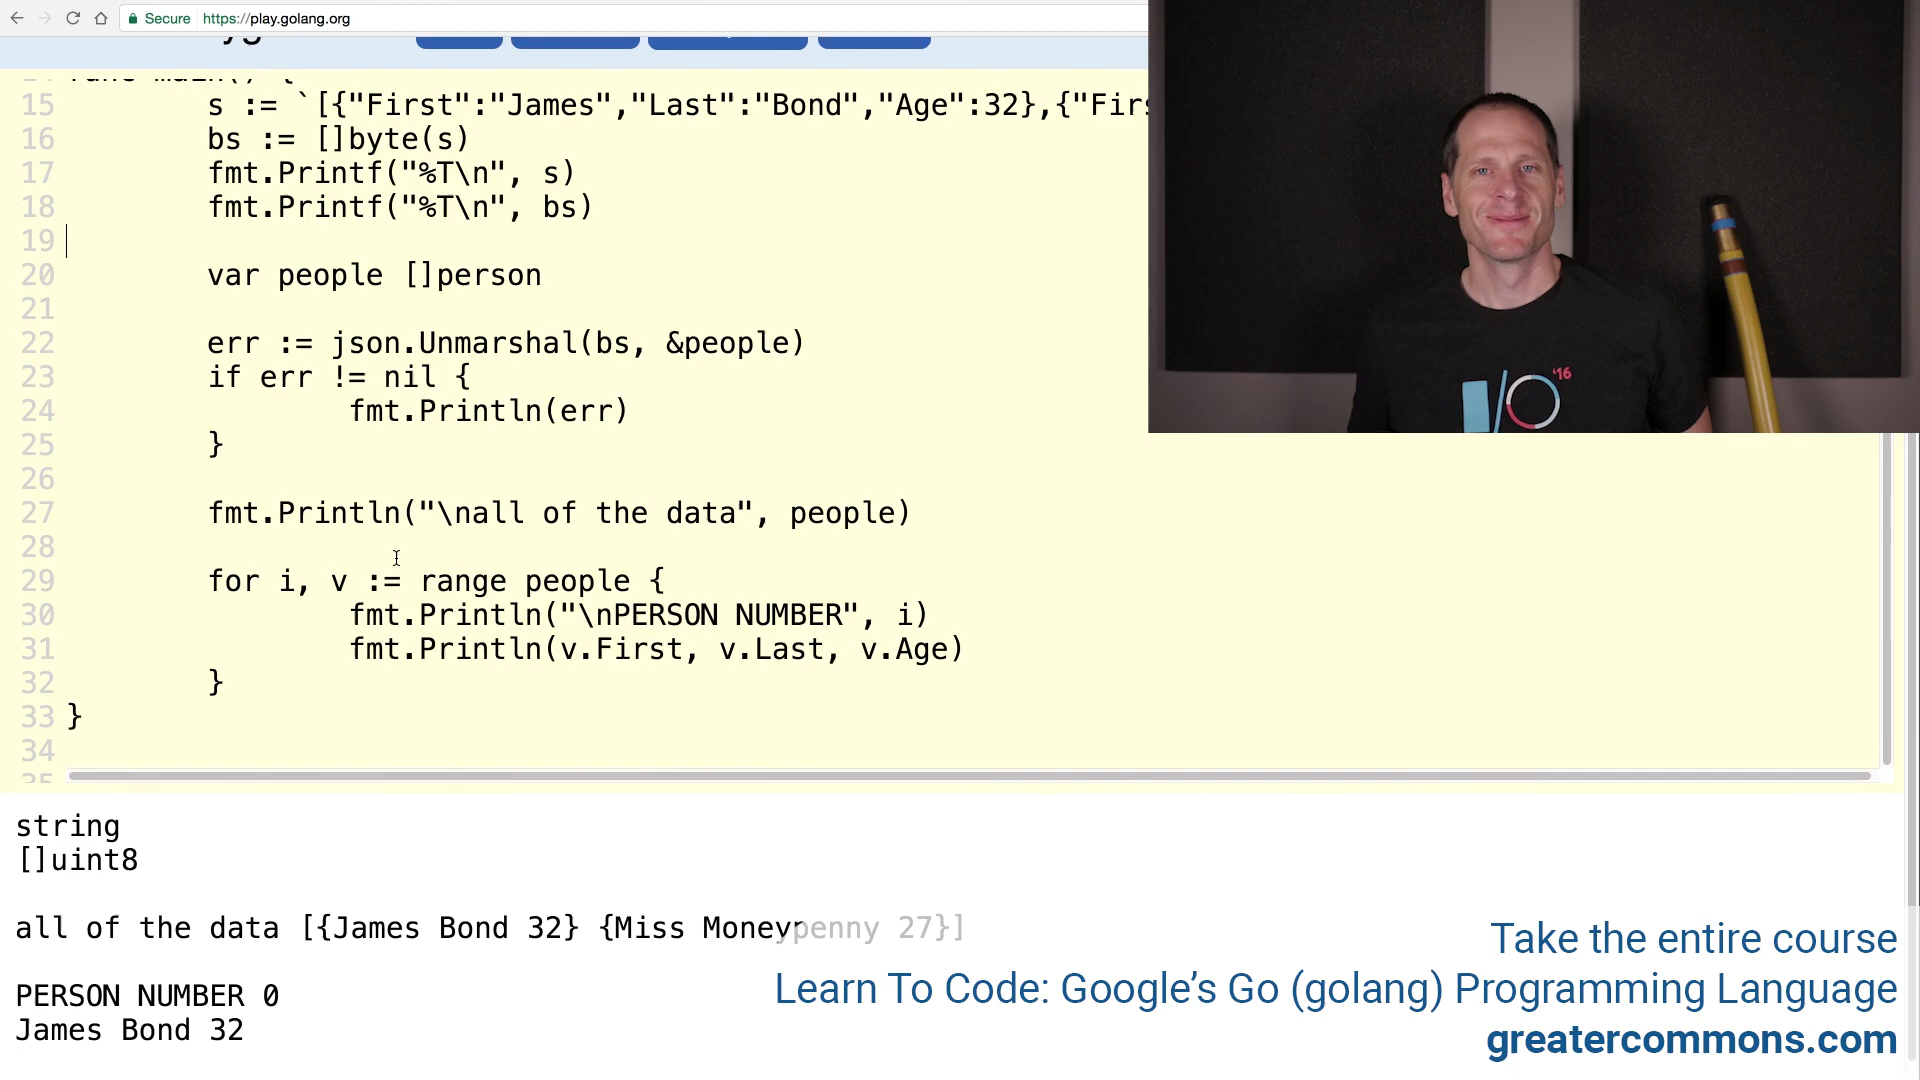 Secure https://play.golang.org
func main() {
15 s := `[{"First":"James","Last":"Bond","Age":32},{"Firs
16 bs := []byte(s)
17 fmt.Printf("%T\n", s)
18 fmt.Printf("%T\n", bs)
19
20 var people []person
21
22 err := json.Unmarshal(bs, &people)
23 if err != nil {
24 fmt.Println(err)
25 }
26
27 fmt.Println("\nall of the data", people)
28
29 for i, v := range people {
30 fmt.Println("\nPERSON NUMBER", i)
31 fmt.Println(v.First, v.Last, v.Age)
32 }
33 }
34
35
string
[]uint8
all of the data [{James Bond 32} {Miss Moneypenny 27}]
PERSON NUMBER 0
James Bond 32
I/O '16
Take the entire course
Learn To Code: Google’s Go (golang) Programming Language
greatercommons.com